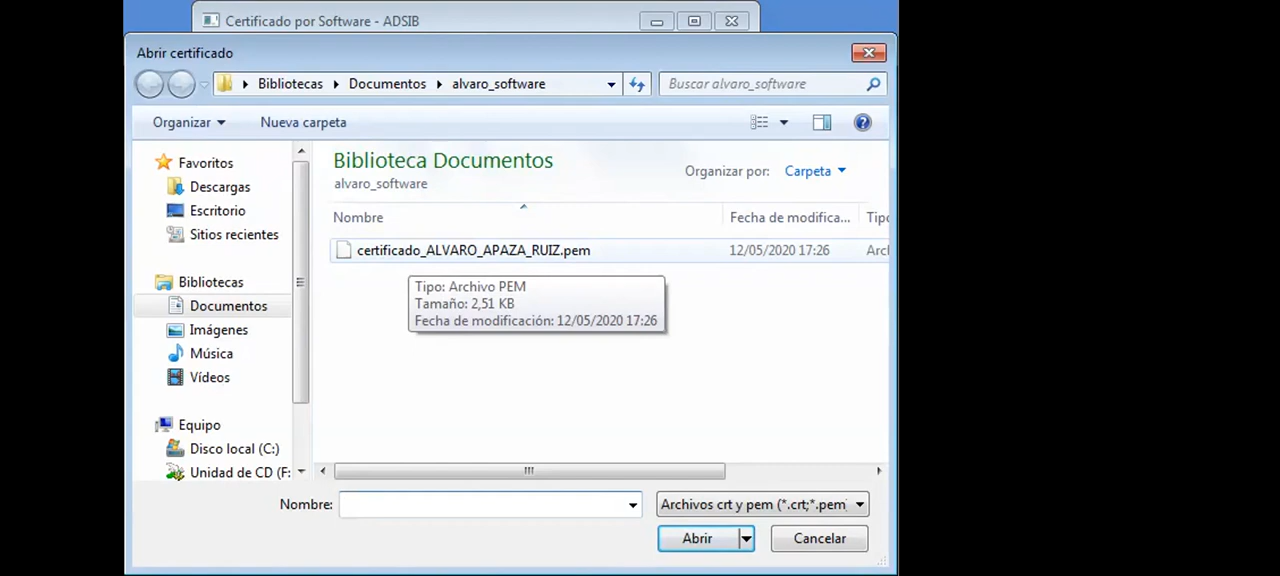 Certificado por Software - ADSIB
Abrir certificado
Bibliotecas Documentos alvaro_software Buscar alvaro_software
Organizar Nueva carpeta
Favoritos
Descargas
Escritorio
Sitios recientes
Bibliotecas
Documentos
Imágenes
Música
Vídeos
Equipo
Disco local (C:)
Unidad de CD (F:
Biblioteca Documentos
alvaro_software
Organizar por: Carpeta
Nombre Fecha de modifica... Tipo
certificado_ALVARO_APAZA_RUIZ.pem 12/05/2020 17:26 Arc
Tipo: Archivo PEM
Tamaño: 2,51 KB
Fecha de modificación: 12/05/2020 17:26
Nombre: Archivos crt y pem (*.crt;*.pem)
Abrir Cancelar